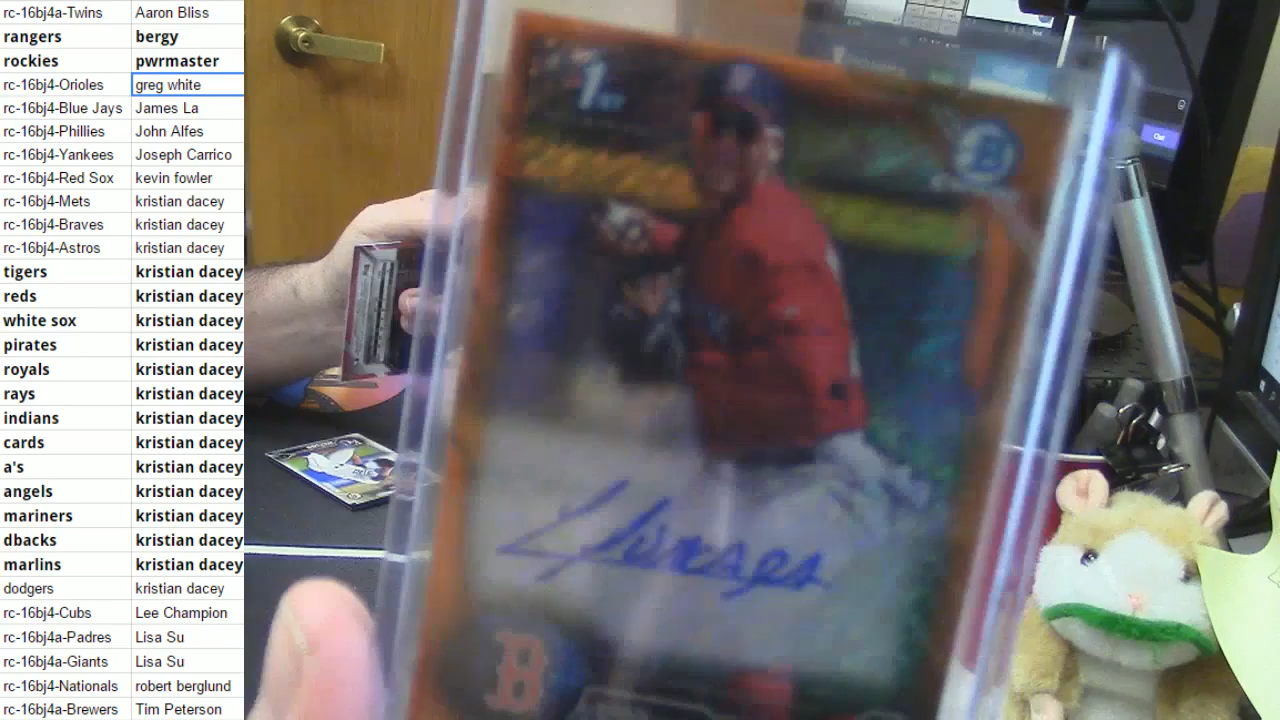 rc-16bj4a-Twins Aaron Bliss
rangers bergy
rockies pwrmaster
rc-16bj4-Orioles greg white
rc-16bj4-Blue Jays James La
rc-16bj4-Phillies John Alfes
rc-16bj4-Yankees Joseph Carrico
rc-16bj4-Red Sox kevin fowler
rc-16bj4-Mets kristian dacey
rc-16bj4-Braves kristian dacey
rc-16bj4-Astros kristian dacey
tigers kristian dacey
reds kristian dacey
white sox kristian dacey
pirates kristian dacey
royals kristian dacey
rays kristian dacey
indians kristian dacey
cards kristian dacey
a's kristian dacey
angels kristian dacey
mariners kristian dacey
dbacks kristian dacey
marlins kristian dacey
dodgers kristian dacey
rc-16bj4-Cubs Lee Champion
rc-16bj4a-Padres Lisa Su
rc-16bj4a-Giants Lisa Su
rc-16bj4-Nationals robert berglund
rc-16bj4a-Brewers Tim Peterson
1ST
B
B